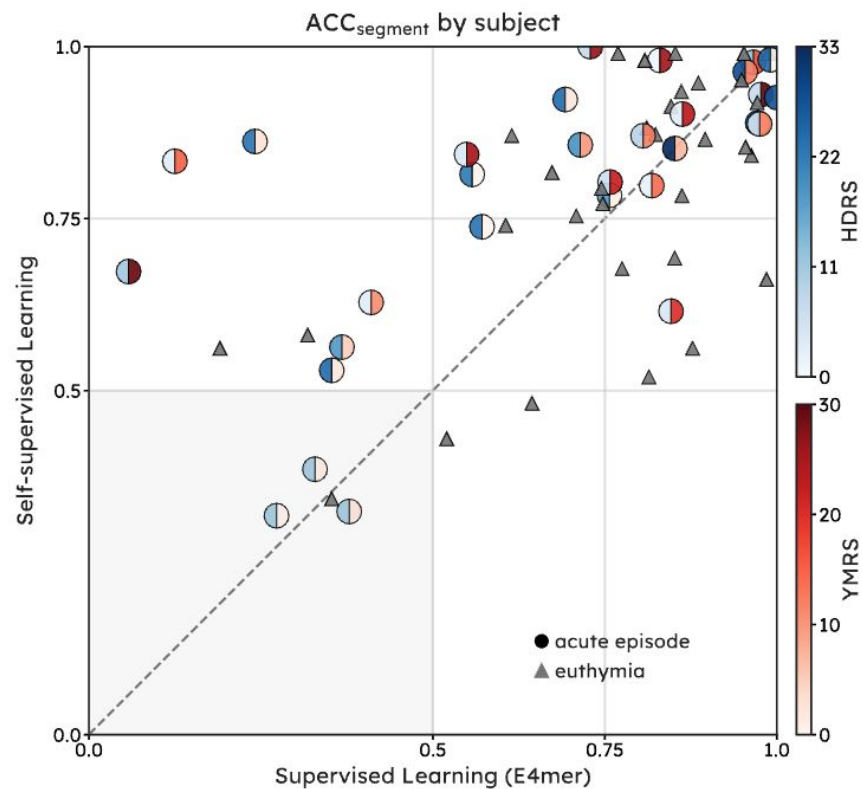 ACCsegment by subject
1.0
0.75
0.5
0.0
Self-supervised Learning
0.0
0.5
0.75
1.0
Supervised Learning (E4mer)
acute episode
euthymia
33
22
11
0
HDRS
30
20
10
0
YMRS